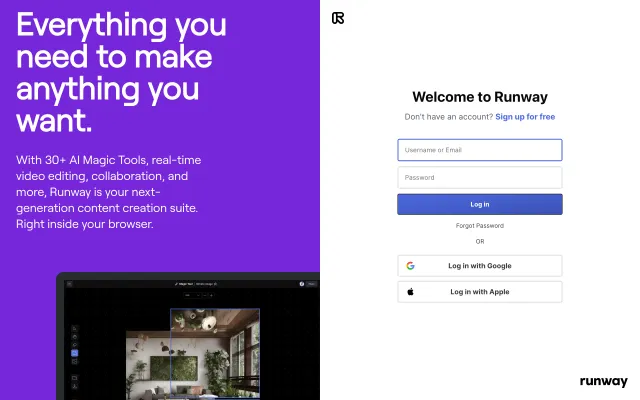 Everything you
need to make
anything you
want.
With 30+ AI Magic Tools, real-time
video editing, collaboration, and
more, Runway is your next-
generation content creation suite.
Right inside your browser.
Welcome to Runway
Don't have an account? Sign up for free
Username or Email
Password
Log in
Forgot Password
OR
Log in with Google
Log in with Apple
runway